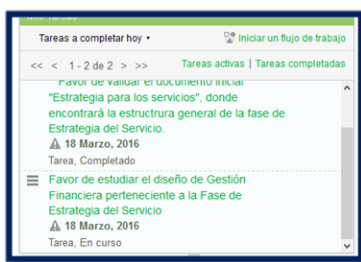 Mis Tareas
Tareas a completar hoy
Iniciar un flujo de trabajo
<< < 1 - 2 de 2 > >>
Tareas activas | Tareas completadas
Favor de validar el documento inicial
"Estrategia para los servicios", donde
encontrará la estructrura general de la fase de
Estrategia del Servicio.
18 Marzo, 2016
Tarea, Completado
Favor de estudiar el diseño de Gestión
Financiera perteneciente a la Fase de
Estrategia del Servicio
18 Marzo, 2016
Tarea, En curso